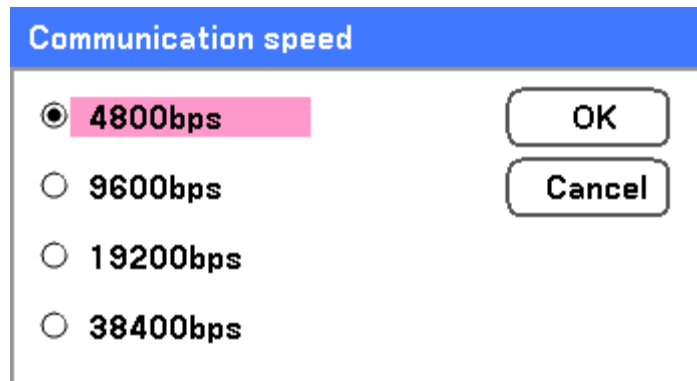 Communication speed
4800bps
OK
9600bps
Cancel
19200bps
38400bps